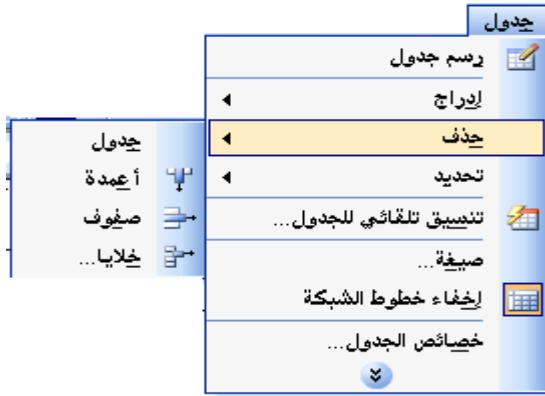 جدول
رسم جدول
إدراج
حذف
تحديد
تنسيق تلقائي للجدول...
صيغة...
إخفاء خطوط الشبكة
خصائص الجدول...
جدول
أعمدة
صفوف
خلايا...